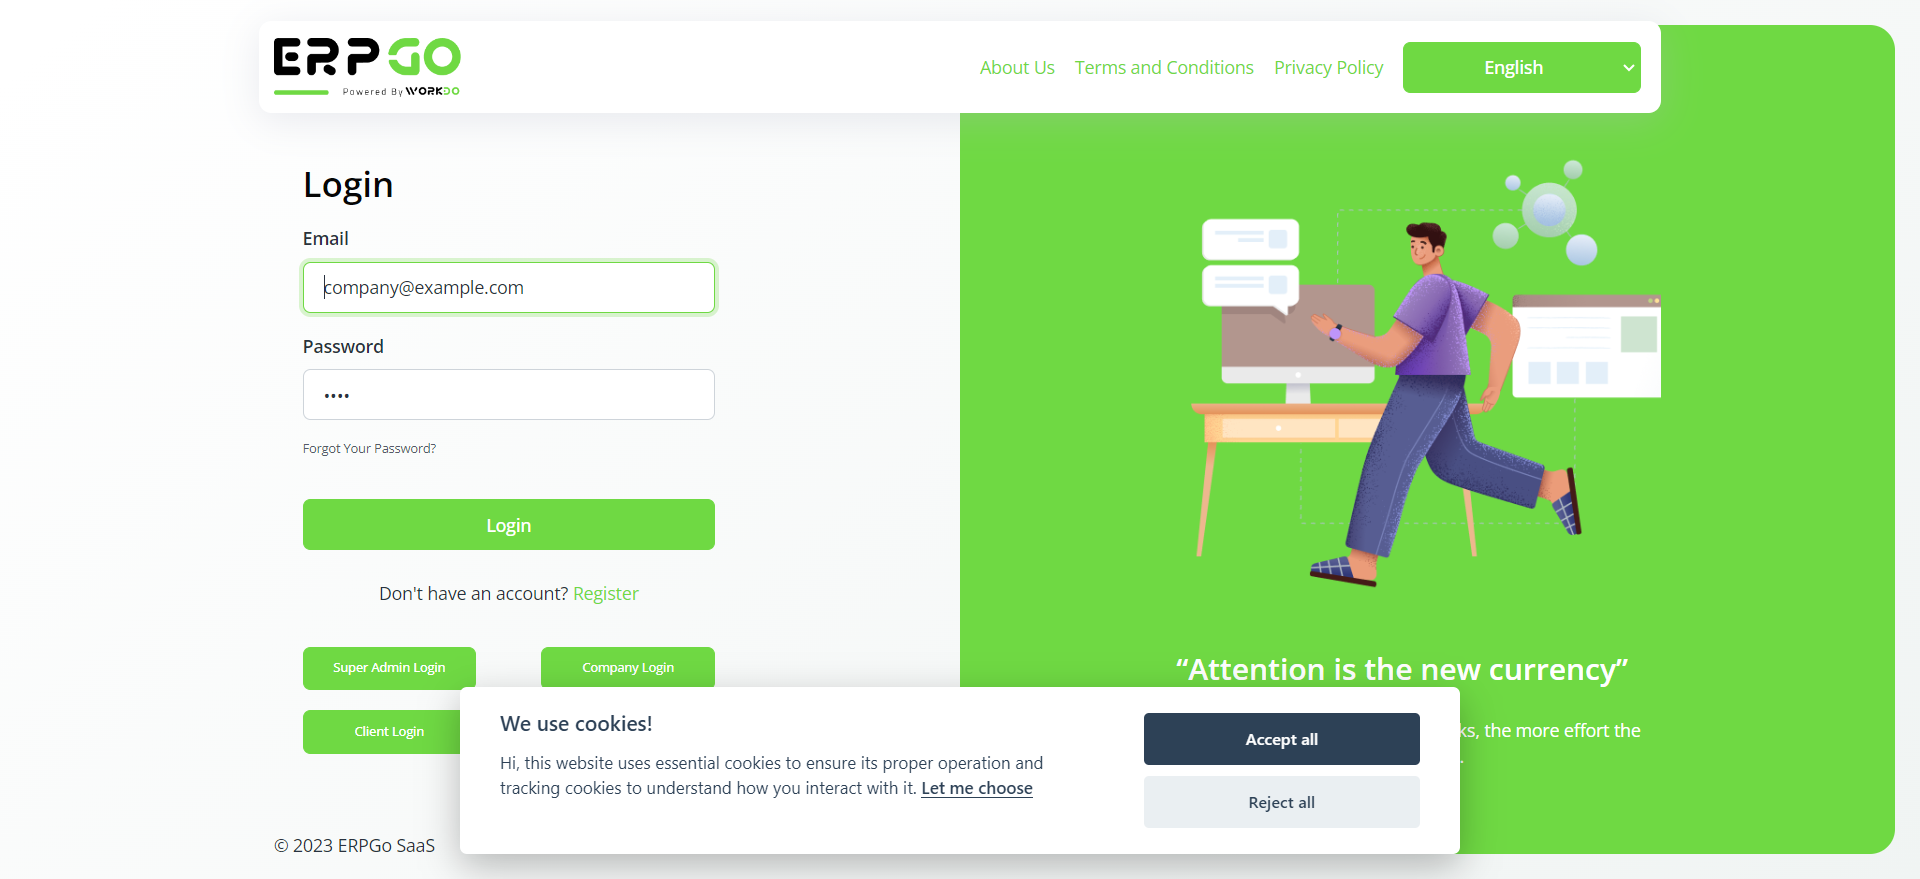 ERPGO
Powered By WORKDO
About Us Terms and Conditions Privacy Policy English
Login
Email
company@example.com
Password
••••
Forgot Your Password?
Login
Don't have an account? Register
Super Admin Login Company Login
Client Login
“Attention is the new currency”
the more effort the
We use cookies!
Hi, this website uses essential cookies to ensure its proper operation and
tracking cookies to understand how you interact with it. Let me choose
Accept all
Reject all
© 2023 ERPGo SaaS